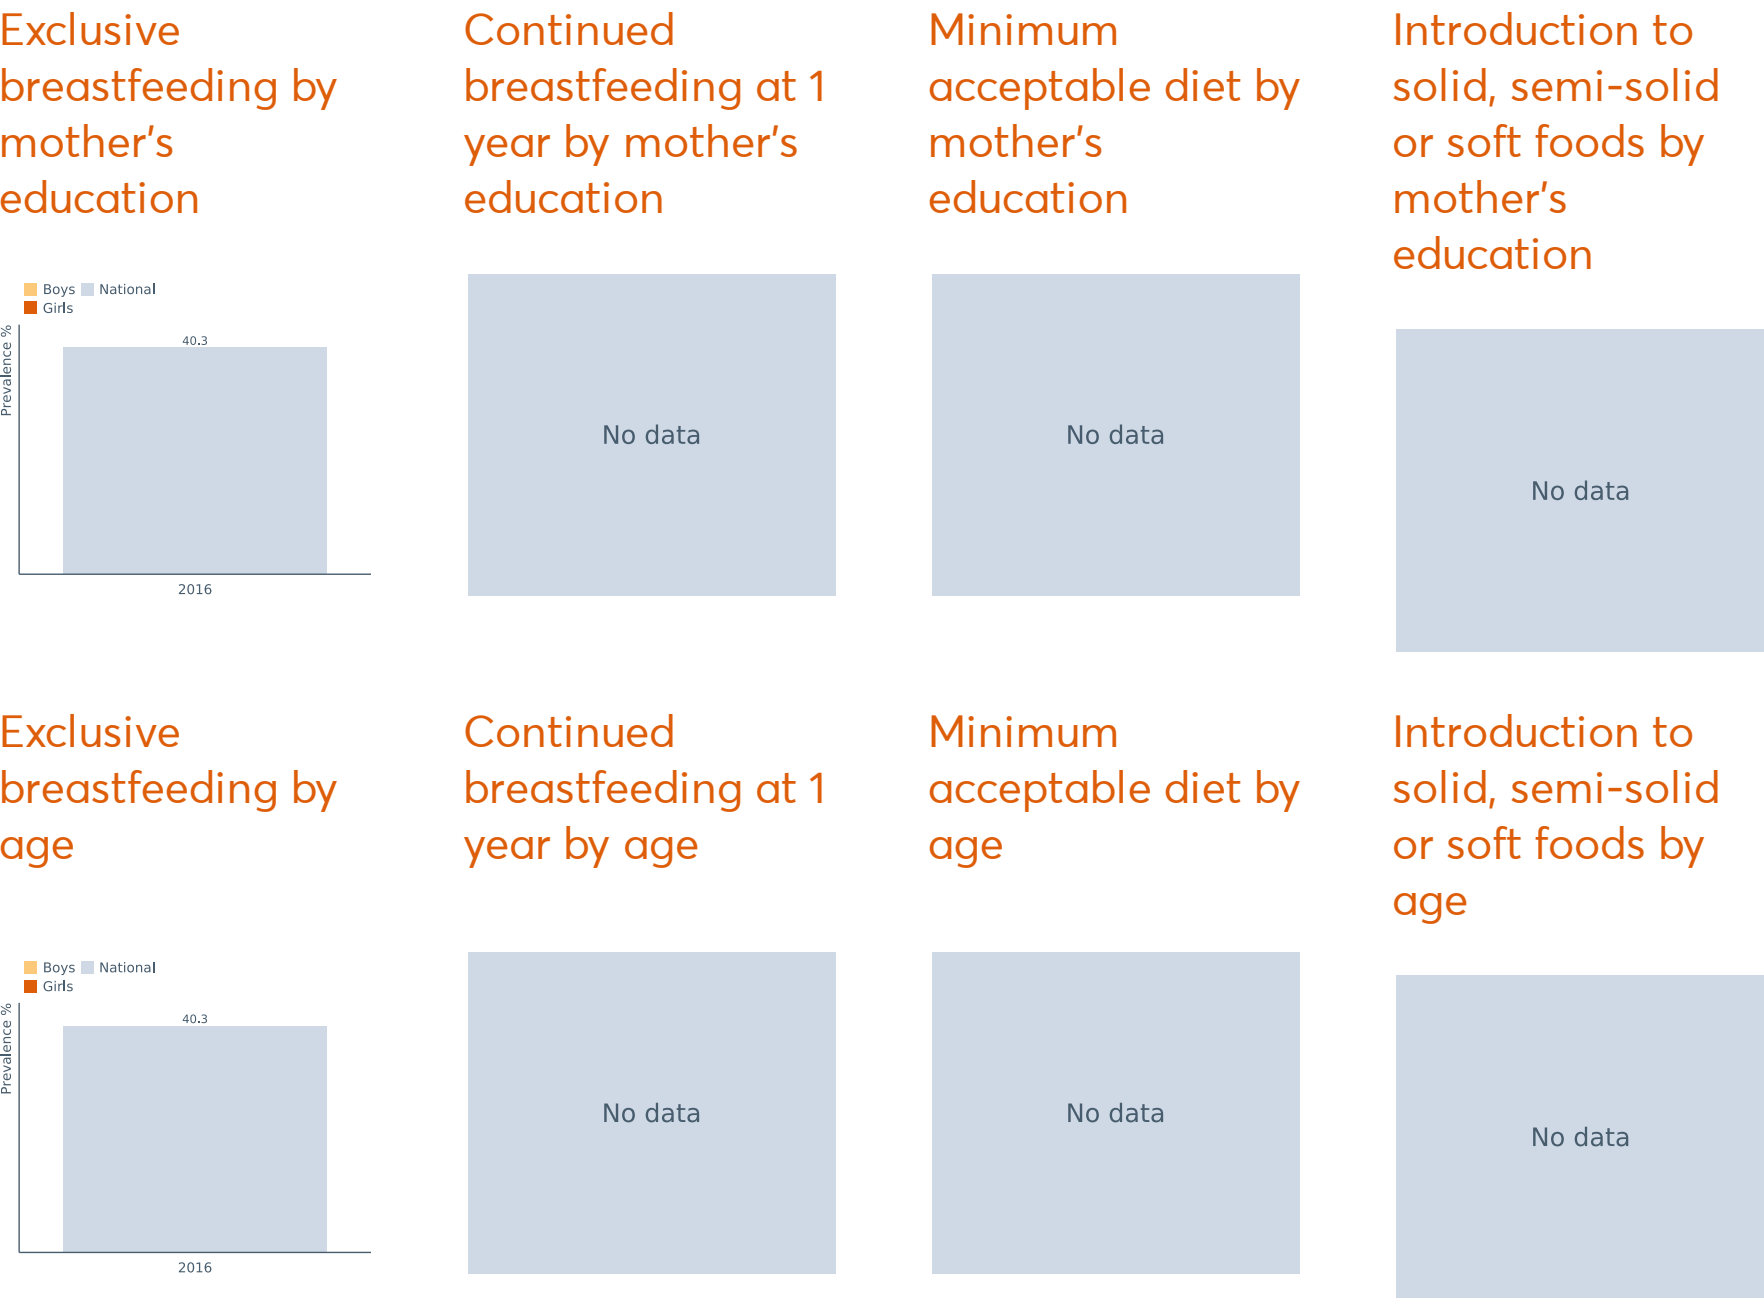 Exclusive
breastfeeding by
mother's
education
Continued
breastfeeding at 1
year by mother's
education
Minimum
acceptable diet by
mother's
education
Introduction to
solid, semi-solid
or soft foods by
mother's
education
Boys National
Girls
Prevalence %
40.3
2016
No data
No data
No data
Exclusive
breastfeeding by
age
Continued
breastfeeding at 1
year by age
Minimum
acceptable diet by
age
Introduction to
solid, semi-solid
or soft foods by
age
Boys National
Girls
Prevalence %
40.3
2016
No data
No data
No data